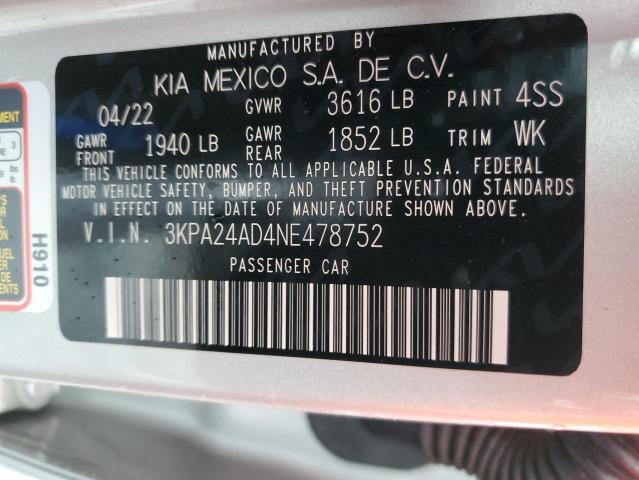 MANUFACTURED BY
KIA MEXICO S.A. DE C.V.
04/22 GVWR 3616 LB PAINT 4SS
GAWR FRONT 1940 LB GAWR REAR 1852 LB TRIM WK
THIS VEHICLE CONFORMS TO ALL APPLICABLE U.S.A. FEDERAL
MOTOR VEHICLE SAFETY, BUMPER, AND THEFT PREVENTION STANDARDS
IN EFFECT ON THE DATE OF MANUFACTURE SHOWN ABOVE.
V.I.N. 3KPA24AD4NE478752
PASSENGER CAR
H910